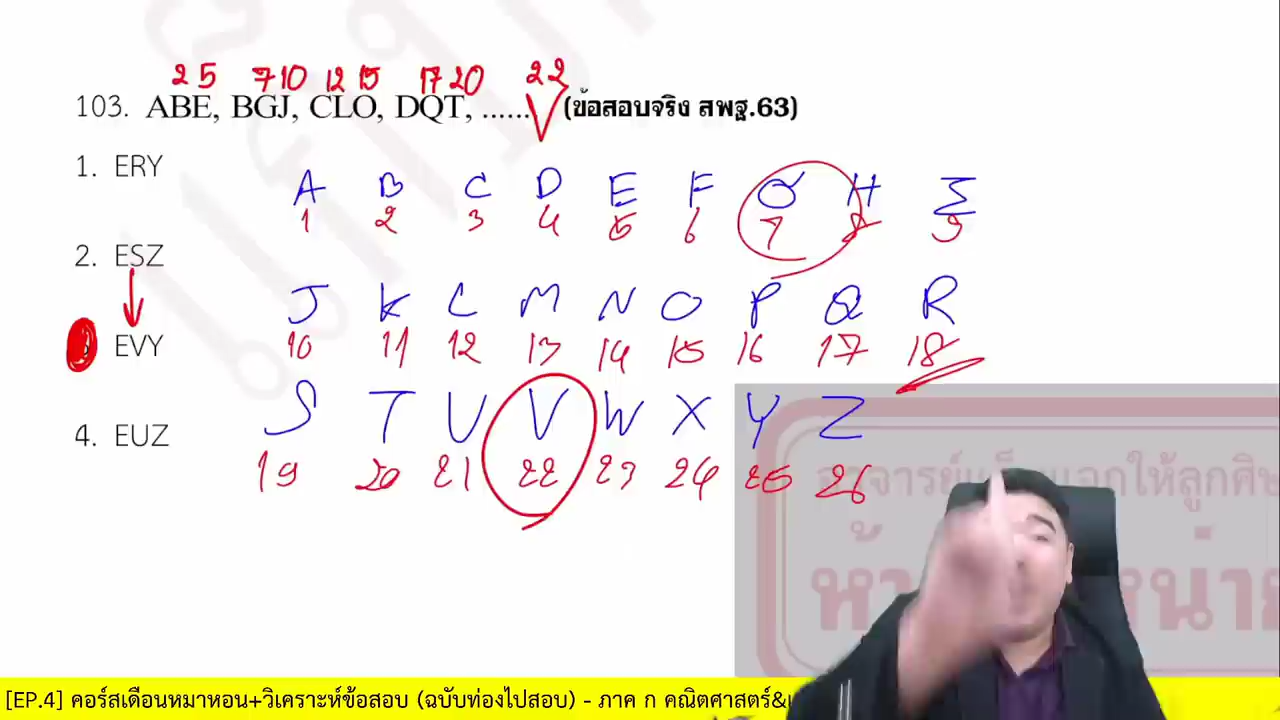 2 5 7 10 12 15 17 20 22
103. ABE, BGJ, CLO, DQT, ...... (ข้อสอบจริง สพฐ.63)
V
1. ERY
A B C D E F G H I
1 2 3 4 5 6 7 8 9
2. ESZ
J K L M N O P Q R
10 11 12 13 14 15 16 17 18
EVY
S T U V W X Y Z
4. EUZ
19 20 21 22 23 24 25 26
[EP.4] คอร์สเดือนหมาหอน+วิเคราะห์ข้อสอบ (ฉบับท่องไปสอบ) - ภาค ก คณิตศาสตร์&